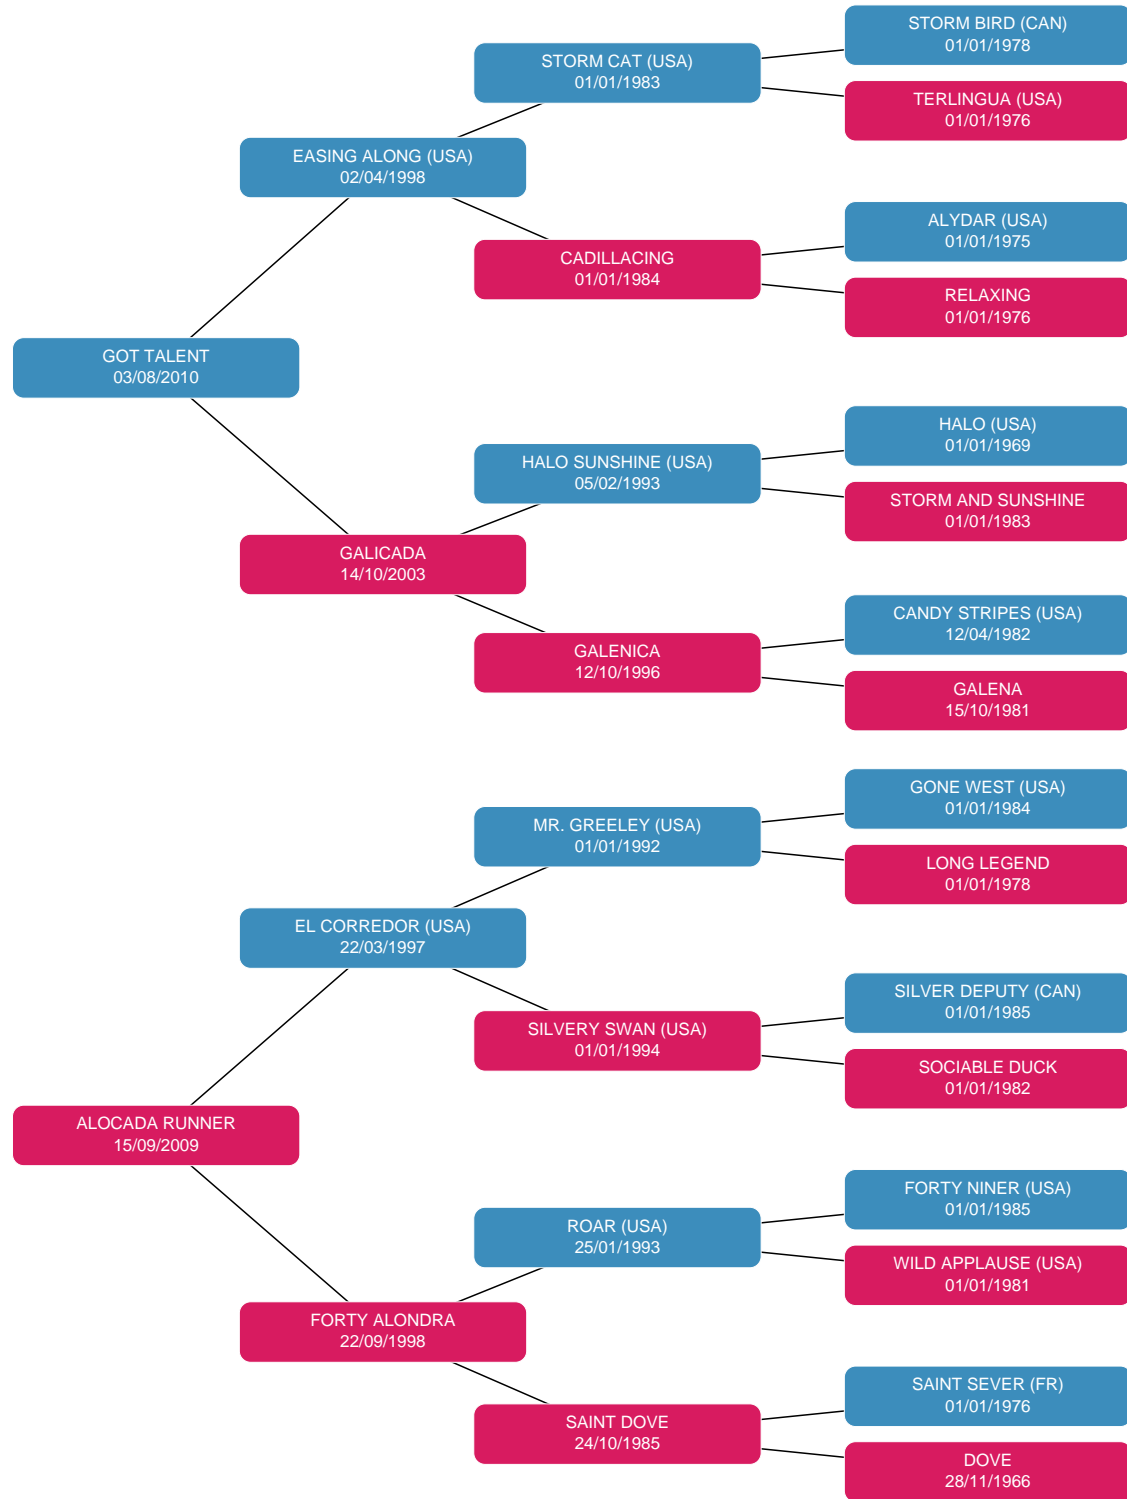 STORM BIRD (CAN)
01/01/1978
STORM CAT (USA)
01/01/1983
TERLINGUA (USA)
01/01/1976
EASING ALONG (USA)
02/04/1998
ALYDAR (USA)
01/01/1975
CADILLACING
01/01/1984
RELAXING
01/01/1976
GOT TALENT
03/08/2010
HALO (USA)
01/01/1969
HALO SUNSHINE (USA)
05/02/1993
STORM AND SUNSHINE
01/01/1983
GALICADA
14/10/2003
CANDY STRIPES (USA)
12/04/1982
GALENICA
12/10/1996
GALENA
15/10/1981
GONE WEST (USA)
01/01/1984
MR. GREELEY (USA)
01/01/1992
LONG LEGEND
01/01/1978
EL CORREDOR (USA)
22/03/1997
SILVER DEPUTY (CAN)
01/01/1985
SILVERY SWAN (USA)
01/01/1994
SOCIABLE DUCK
01/01/1982
ALOCADA RUNNER
15/09/2009
FORTY NINER (USA)
01/01/1985
ROAR (USA)
25/01/1993
WILD APPLAUSE (USA)
01/01/1981
FORTY ALONDRA
22/09/1998
SAINT SEVER (FR)
01/01/1976
SAINT DOVE
24/10/1985
DOVE
28/11/1966